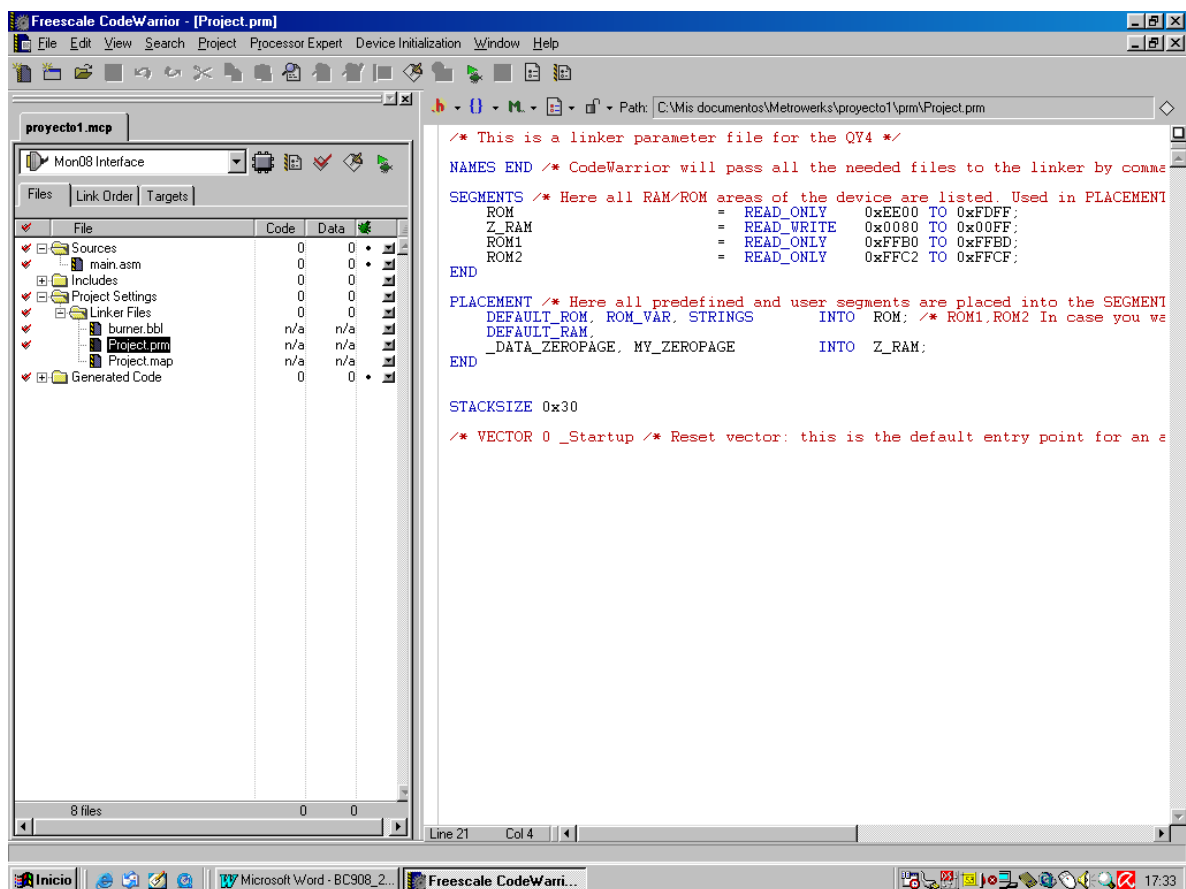 Freescale CodeWarrior - [Project.prm]
File Edit View Search Project Processor Expert Device Initialization Window Help
Path: C:\Mis documentos\Metrowerks\proyecto1\prm\Project.prm
proyecto1.mcp
Mon08 Interface
Files Link Order Targets
File Code Data
Sources 0 0
main.asm 0 0
Includes 0 0
Project Settings 0 0
Linker Files 0 0
burner.bbl n/a n/a
Project.prm n/a n/a
Project.map n/a n/a
Generated Code 0 0
8 files 0 0
.h {} M.
/* This is a linker parameter file for the QY4 */
NAMES END /* CodeWarrior will pass all the needed files to the linker by comma
SEGMENTS /* Here all RAM/ROM areas of the device are listed. Used in PLACEMENT
ROM = READ_ONLY 0xEE00 TO 0xFDFF;
Z_RAM = READ_WRITE 0x0080 TO 0x00FF;
ROM1 = READ_ONLY 0xFFB0 TO 0xFFBD;
ROM2 = READ_ONLY 0xFFC2 TO 0xFFCF;
END
PLACEMENT /* Here all predefined and user segments are placed into the SEGMENT
DEFAULT_ROM, ROM_VAR, STRINGS INTO ROM; /* ROM1,ROM2 In case you wa
DEFAULT_RAM,
_DATA_ZEROPAGE, MY_ZEROPAGE INTO Z_RAM;
END
STACKSIZE 0x30
/* VECTOR 0 _Startup /* Reset vector: this is the default entry point for an a
Line 21 Col 4
Inicio Microsoft Word - BC908_2... Freescale CodeWarri... 17:33